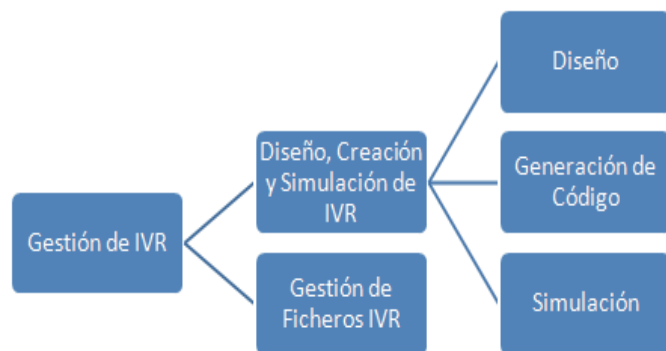 Gestión de IVR
Diseño, Creación
y Simulación de
IVR
Gestión de
Ficheros IVR
Diseño
Generación de
Código
Simulación